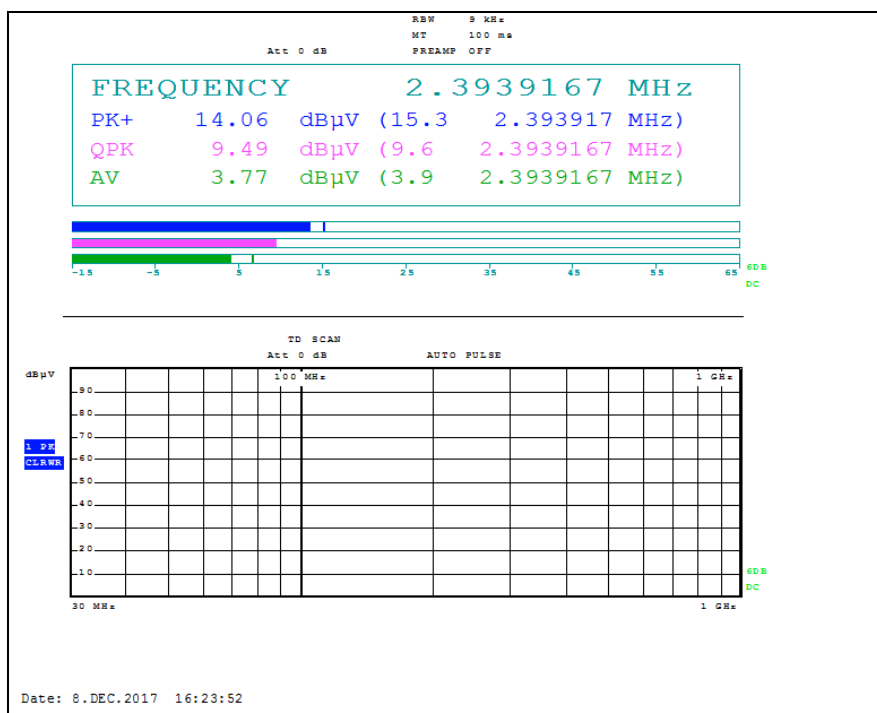 RBW 9 kHz
MT 100 ms
Att 0 dB PREAMP OFF
FREQUENCY 2.3939167 MHz
PK+ 14.06 dBµV (15.3 2.393917 MHz)
QPK 9.49 dBµV (9.6 2.3939167 MHz)
AV 3.77 dBµV (3.9 2.3939167 MHz)
-15 -5 5 15 25 35 45 55 65
6DB
DC
TD SCAN
Att 0 dB AUTO PULSE
dBµV
100 MHz 1 GHz
90
80
70
1 PK
CLRWR
60
50
40
30
20
10
6DB
DC
30 MHz 1 GHz
Date: 8.DEC.2017 16:23:52